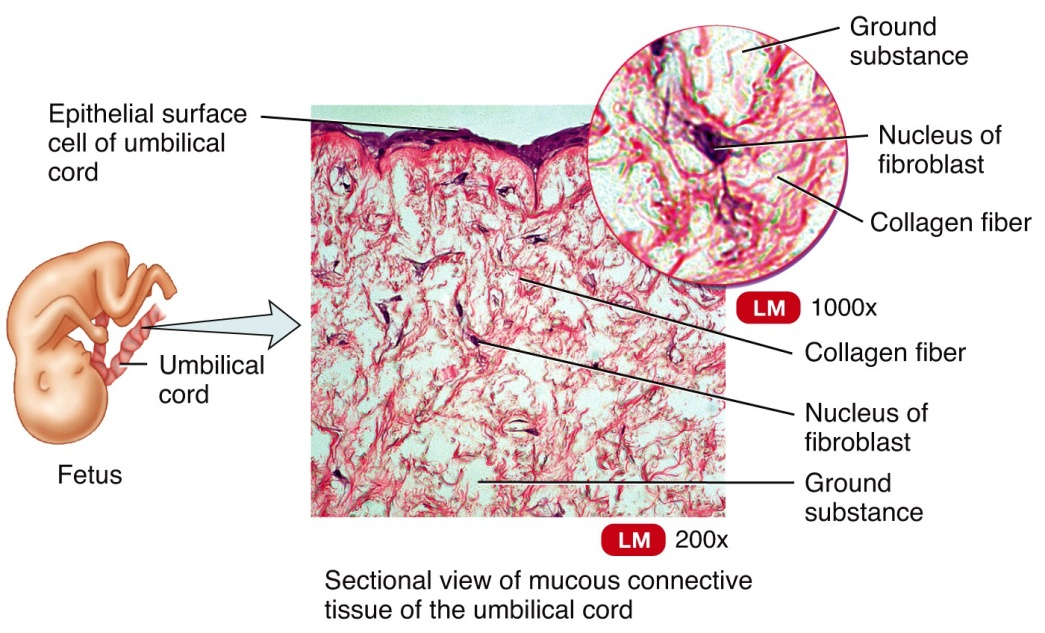 Ground
substance
Epithelial surface
cell of umbilical
cord
Nucleus of
fibroblast
Collagen fiber
LM 1000x
Umbilical
cord
Collagen fiber
Nucleus of
fibroblast
Fetus
Ground
substance
LM 200x
Sectional view of mucous connective
tissue of the umbilical cord